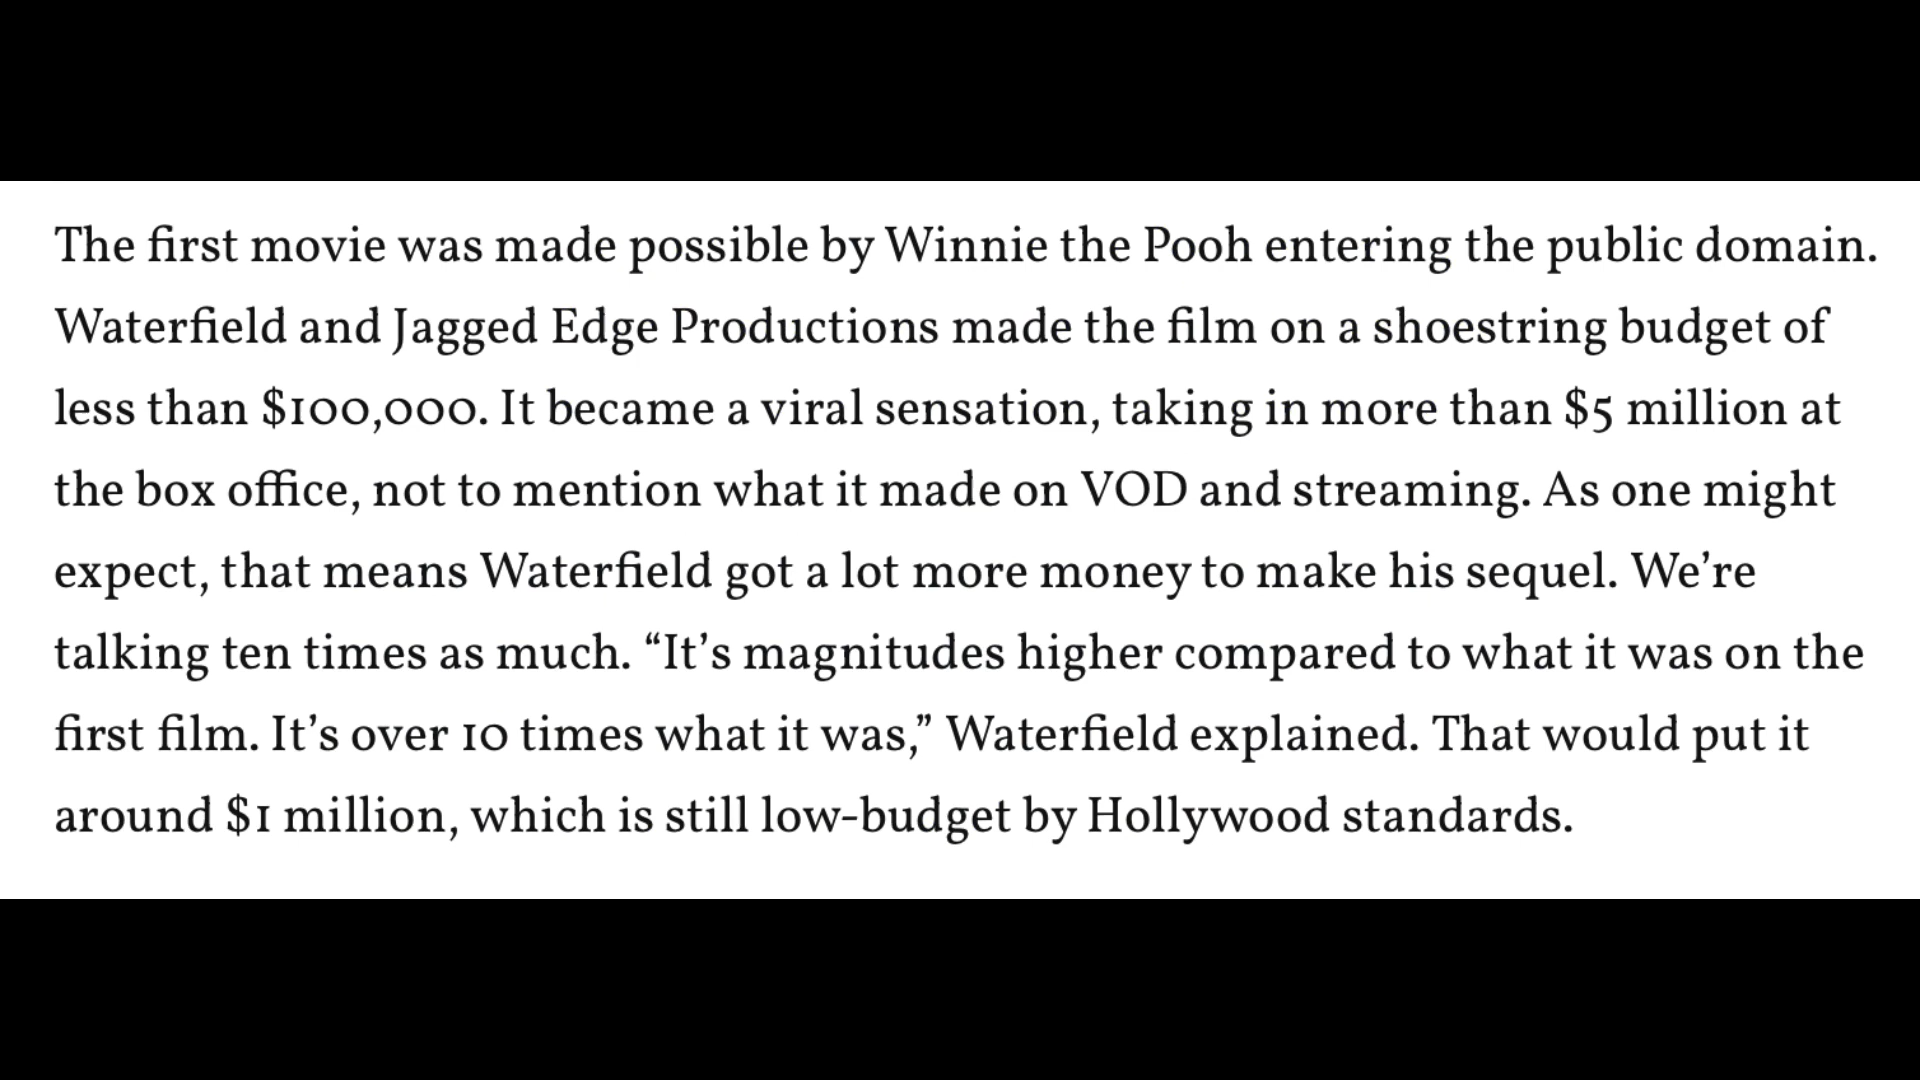 The first movie was made possible by Winnie the Pooh entering the public domain.
Waterfield and Jagged Edge Productions made the film on a shoestring budget of
less than $100,000. It became a viral sensation, taking in more than $5 million at
the box office, not to mention what it made on VOD and streaming. As one might
expect, that means Waterfield got a lot more money to make his sequel. We’re
talking ten times as much. “It’s magnitudes higher compared to what it was on the
first film. It’s over 10 times what it was,” Waterfield explained. That would put it
around $1 million, which is still low-budget by Hollywood standards.